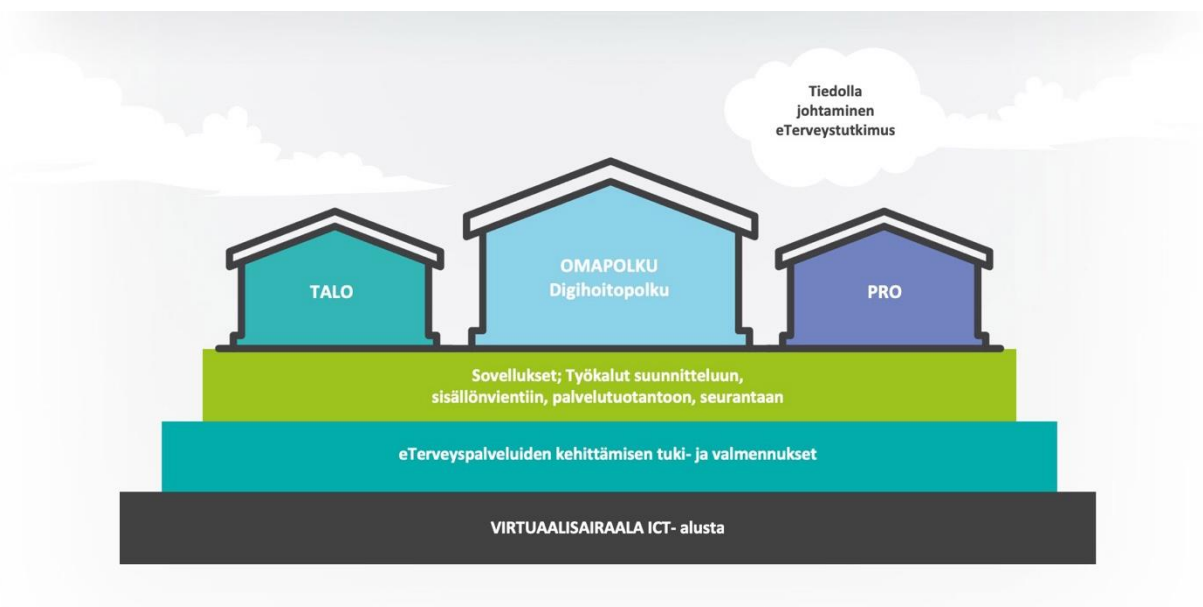 Tiedolla
johtaminen
eTerveystutkimus
TALO
OMAPOLKU
Digihoitopolku
PRO
Sovellukset; Työkalut suunnitteluun,
sisällönvientiin, palvelutuotantoon, seurantaan
eTerveyspalveluiden kehittämisen tuki- ja valmennukset
VIRTUAALISAIRAALA ICT- alusta